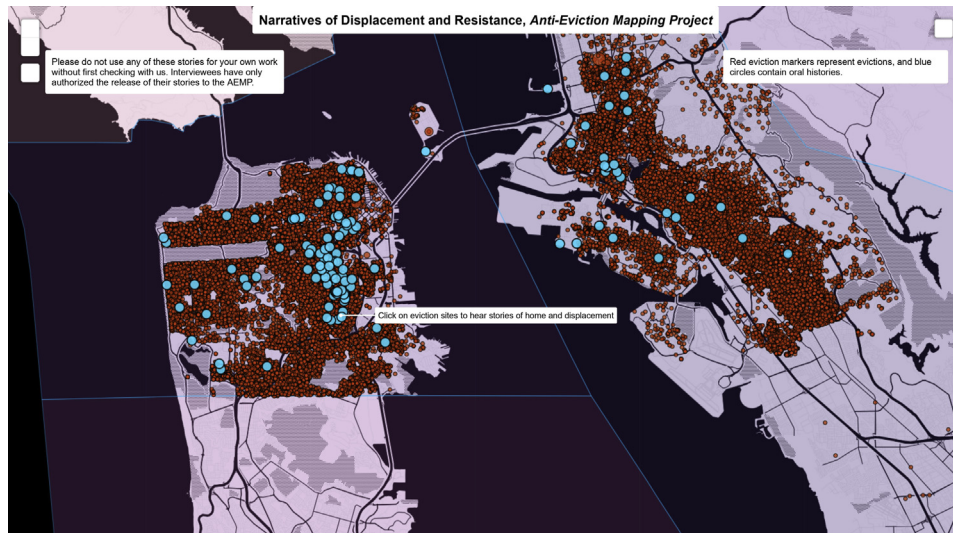 Narratives of Displacement and Resistance, Anti-Eviction Mapping Project
Please do not use any of these stories for your own work
without first checking with us. Interviewees have only
authorized the release of their stories to the AEMP.
Red eviction markers represent evictions, and blue
circles contain oral histories.
Click on eviction sites to hear stories of home and displacement